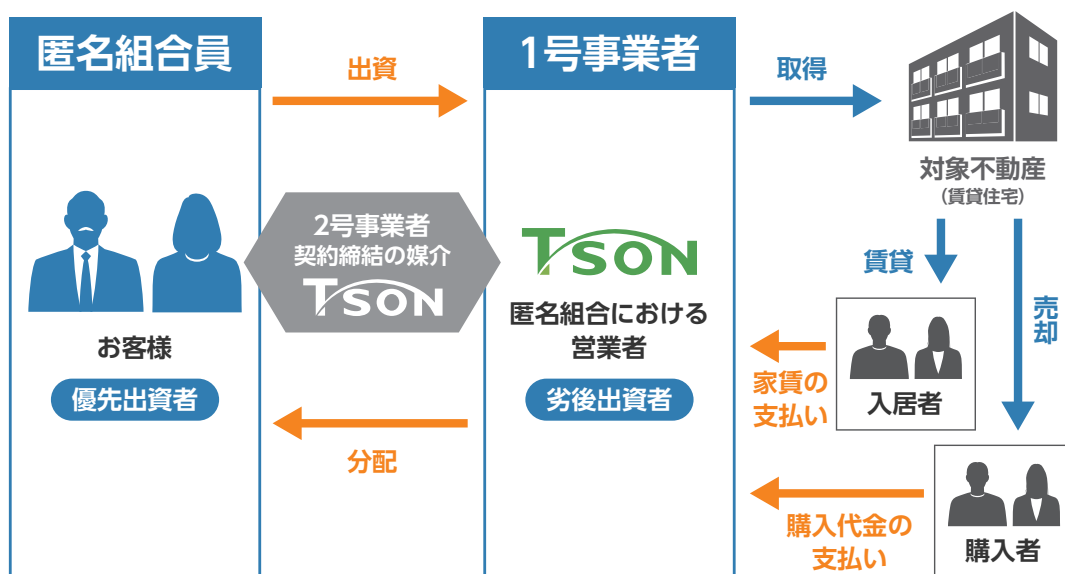 匿名組合員
お客様
優先出資者
出資
2号事業者
契約締結の媒介
TSON
分配
1号事業者
TSON
匿名組合における
営業者
劣後出資者
取得
対象不動産
(賃貸住宅)
賃貸
売却
入居者
家賃の
支払い
購入者
購入代金の
支払い